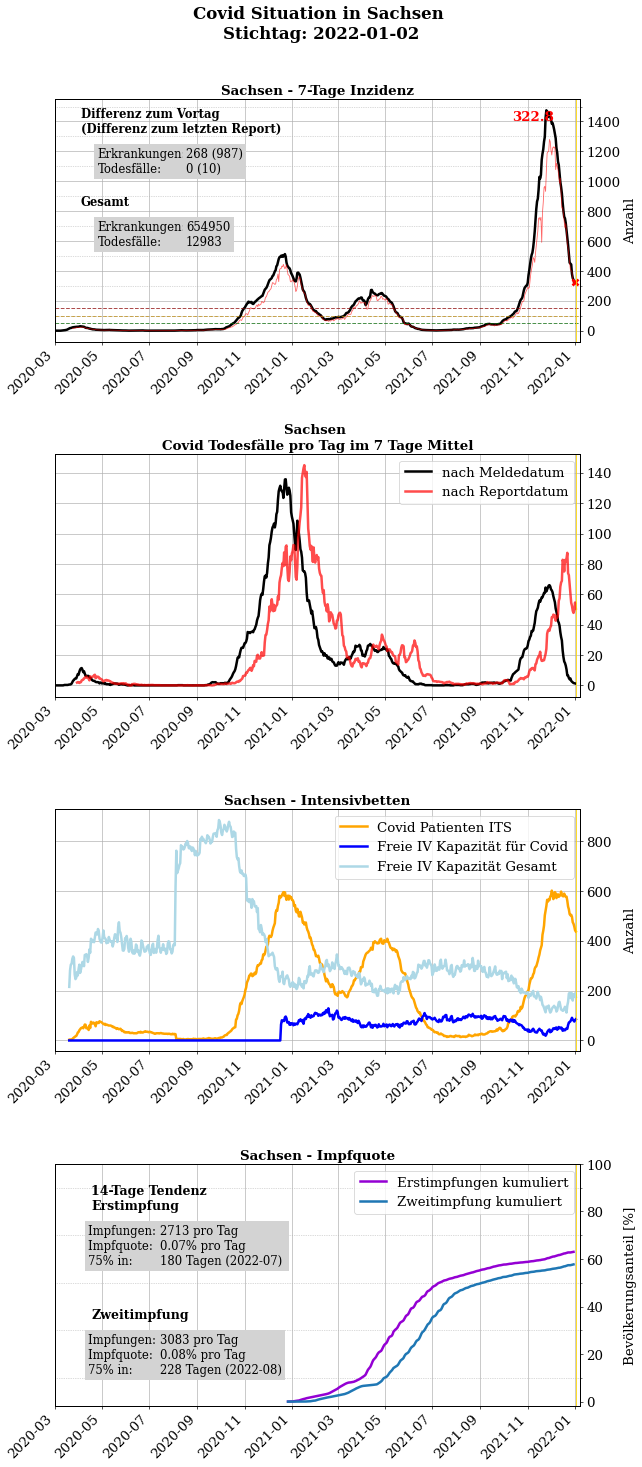 Covid Situation in Sachsen
Stichtag: 2022-01-02
Sachsen - 7-Tage Inzidenz
Differenz zum Vortag
(Differenz zum letzten Report)
Erkrankungen 268 (987)
Todesfälle: 0 (10)
Gesamt
Erkrankungen 654950
Todesfälle: 12983
1400
1200
1000
800
600
400
200
0
Anzahl
2020-03
2020-05
2020-07
2020-09
2020-11
2021-01
2021-03
2021-05
2021-07
2021-09
2021-11
2022-01
Sachsen
Covid Todesfälle pro Tag im 7 Tage Mittel
nach Meldedatum
nach Reportdatum
140
120
100
80
60
40
20
0
2020-03
2020-05
2020-07
2020-09
2020-11
2021-01
2021-03
2021-05
2021-07
2021-09
2021-11
2022-01
Sachsen - Intensivbetten
Covid Patienten ITS
Freie IV Kapazität für Covid
Freie IV Kapazität Gesamt
800
600
400
200
0
Anzahl
2020-03
2020-05
2020-07
2020-09
2020-11
2021-01
2021-03
2021-05
2021-07
2021-09
2021-11
2022-01
Sachsen - Impfquote
14-Tage Tendenz
Erstimpfung
Impfungen: 2713 pro Tag
Impfquote: 0.07% pro Tag
75% in: 180 Tagen (2022-07)
Zweitimpfung
Impfungen: 3083 pro Tag
Impfquote: 0.08% pro Tag
75% in: 228 Tagen (2022-08)
Erstimpfungen kumuliert
Zweitimpfung kumuliert
100
80
60
40
20
0
Bevölkerungsanteil [%]
2020-03
2020-05
2020-07
2020-09
2020-11
2021-01
2021-03
2021-05
2021-07
2021-09
2021-11
2022-01